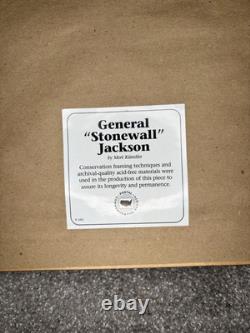 General
"Stonewall"
Jackson
by Mort Künstler
Conservation framing techniques and
archival-quality acid-free materials were
used in the production of this piece to
assure its longevity and permanence.
©ebay